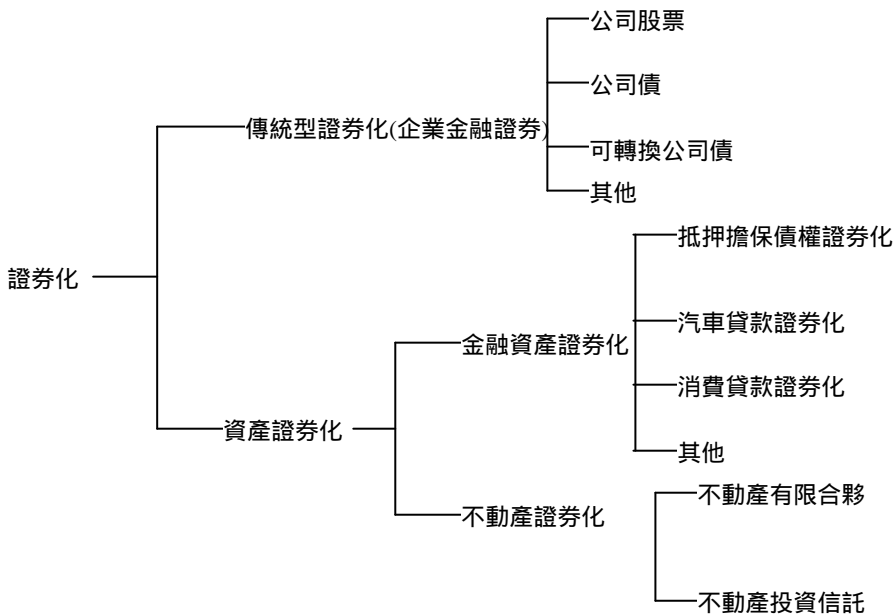 公司股票
公司債
傳統型證券化(企業金融證券)
可轉換公司債
其他
抵押擔保債權證券化
證券化
汽車貸款證券化
金融資產證券化
消費貸款證券化
資產證券化
其他
不動產有限合夥
不動產證券化
不動產投資信託